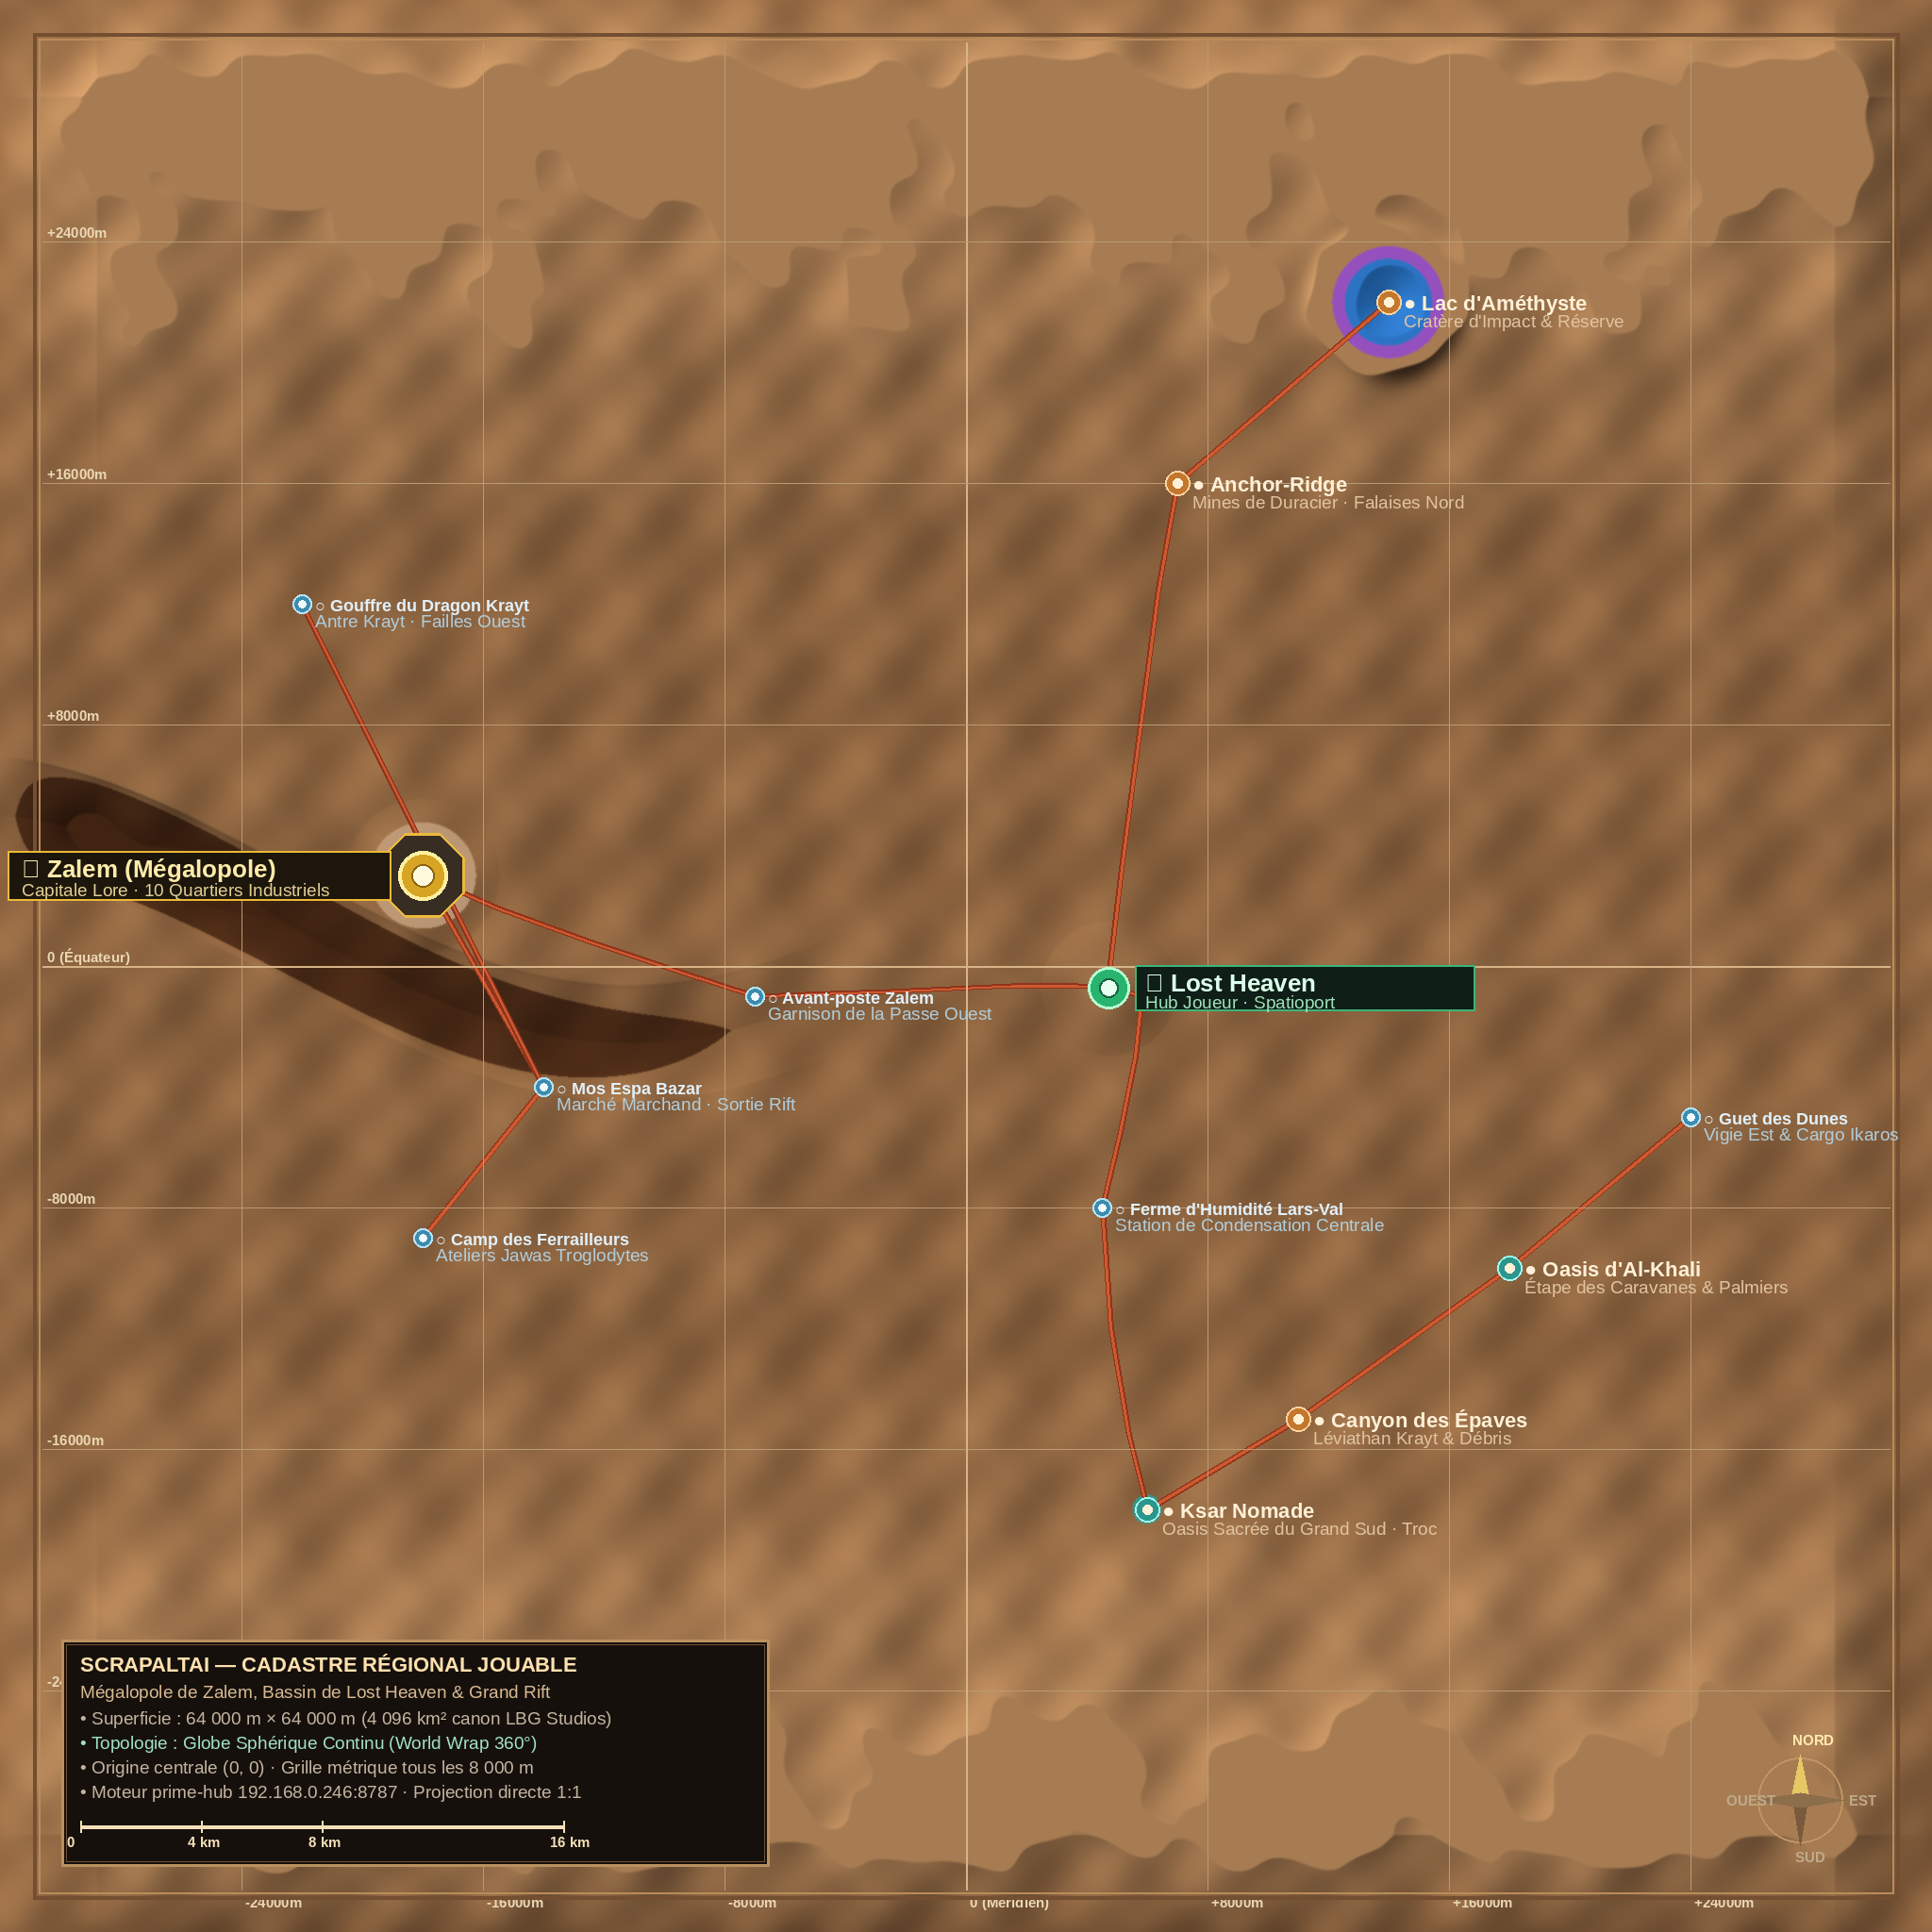 +24000m
● Lac d'Améthyste
Cratère d'Impact & Réserve
+16000m
● Anchor-Ridge
Mines de Duracier · Falaises Nord
○ Gouffre du Dragon Krayt
Antre Krayt · Failles Ouest
+8000m
Zalem (Mégalopole)
Capitale Lore · 10 Quartiers Industriels
0 (Équateur)
Lost Heaven
Hub Joueur · Spatioport
○ Avant-poste Zalem
Garnison de la Passe Ouest
○ Mos Espa Bazar
Marché Marchand · Sortie Rift
○ Guet des Dunes
Vigie Est & Cargo Ikaros
-8000m
○ Ferme d'Humidité Lars-Val
Station de Condensation Centrale
○ Camp des Ferrailleurs
Ateliers Jawas Troglodytes
● Oasis d'Al-Khali
Étape des Caravanes & Palmiers
-16000m
● Canyon des Épaves
Léviathan Krayt & Débris
● Ksar Nomade
Oasis Sacrée du Grand Sud · Troc
-24
SCRAPALTAI — CADASTRE RÉGIONAL JOUABLE
Mégalopole de Zalem, Bassin de Lost Heaven & Grand Rift
• Superficie : 64 000 m × 64 000 m (4 096 km² canon LBG Studios)
• Topologie : Globe Sphérique Continu (World Wrap 360°)
• Origine centrale (0, 0) · Grille métrique tous les 8 000 m
• Moteur prime-hub 192.168.0.246:8787 · Projection directe 1:1
0 4 km 8 km 16 km
NORD
OUEST EST
SUD
-24000m -16000m -8000m 0 (Méridien) +8000m +16000m +24000m